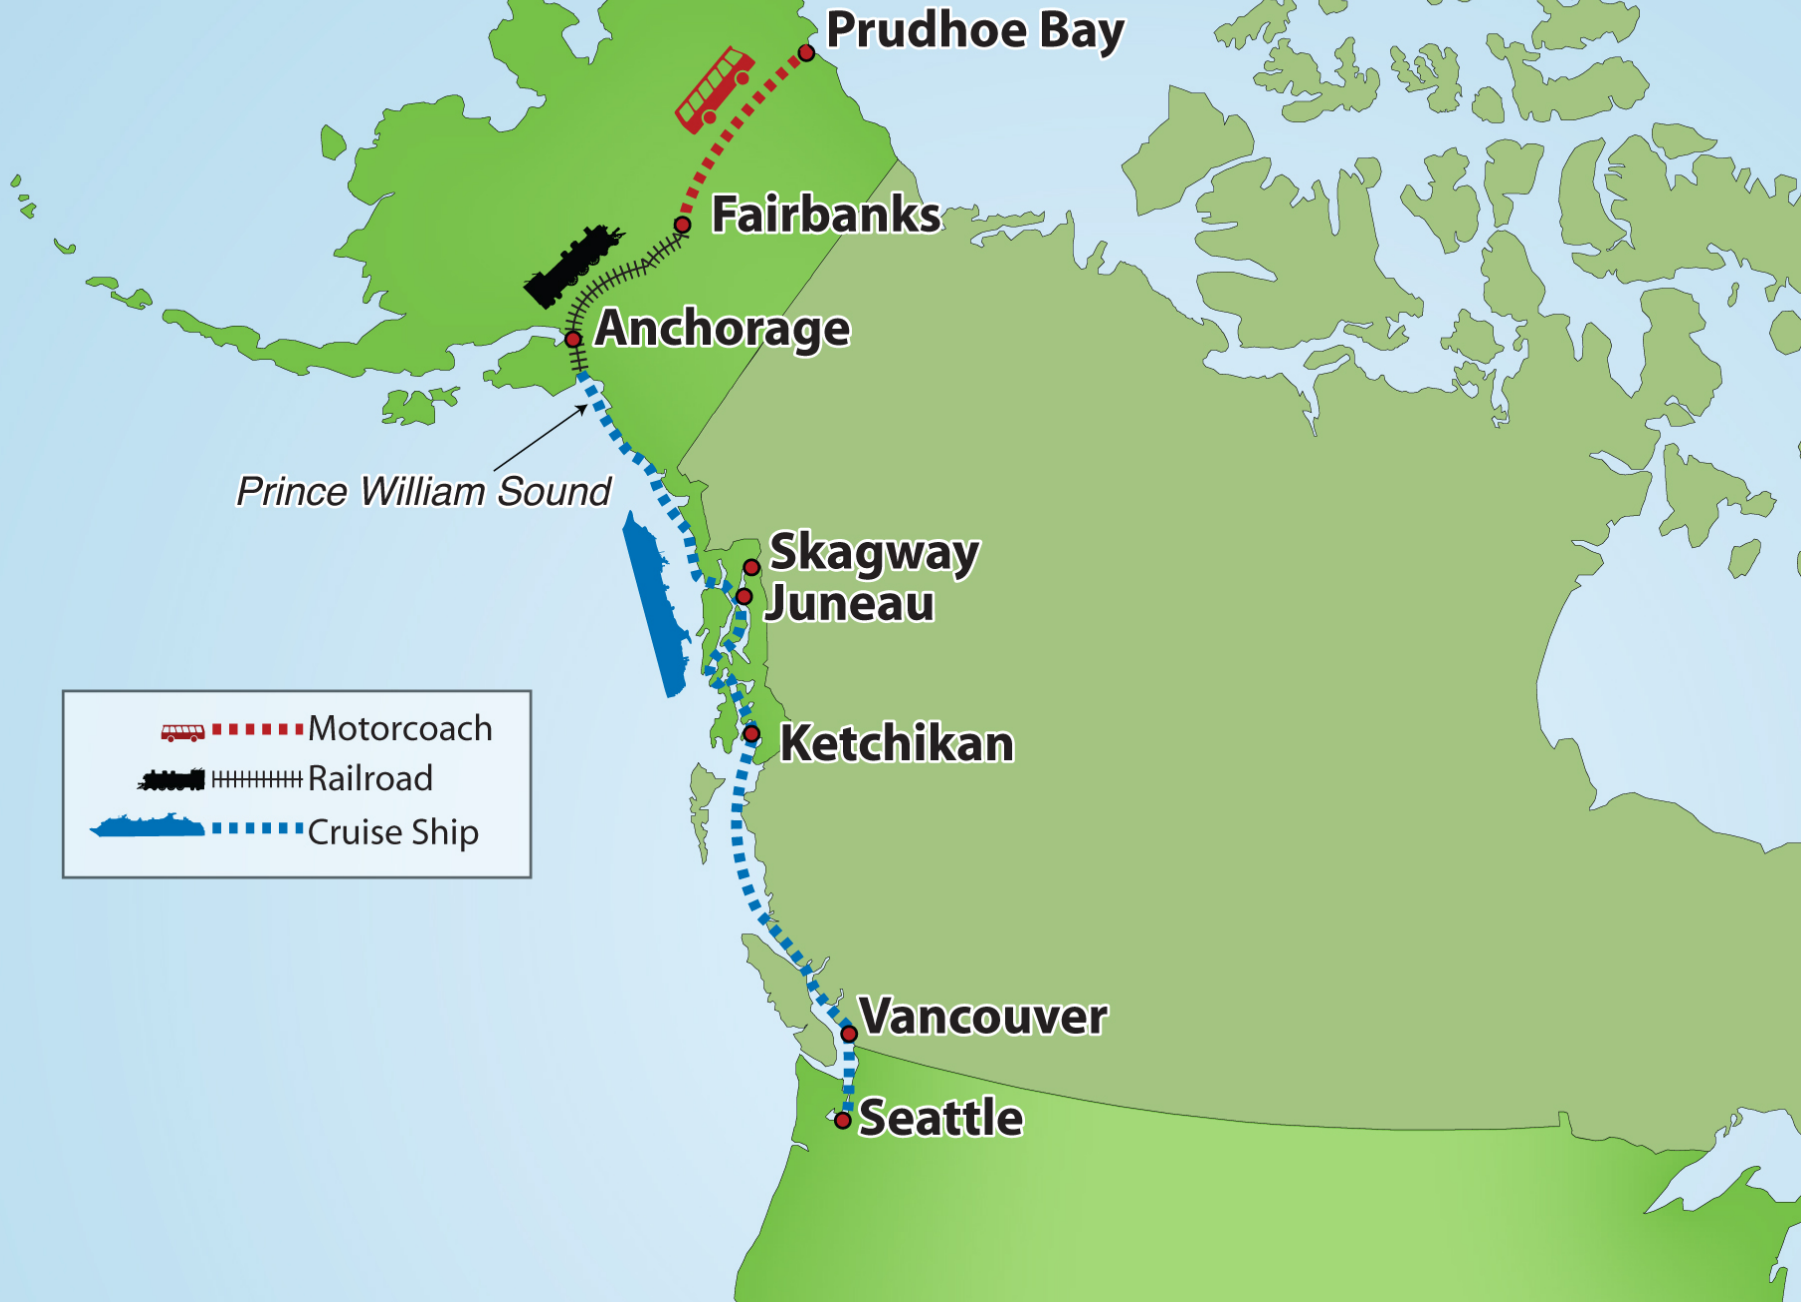 Prudhoe Bay
Fairbanks
Anchorage
Prince William Sound
Skagway
Juneau
Ketchikan
Motorcoach
Railroad
Cruise Ship
Vancouver
Seattle